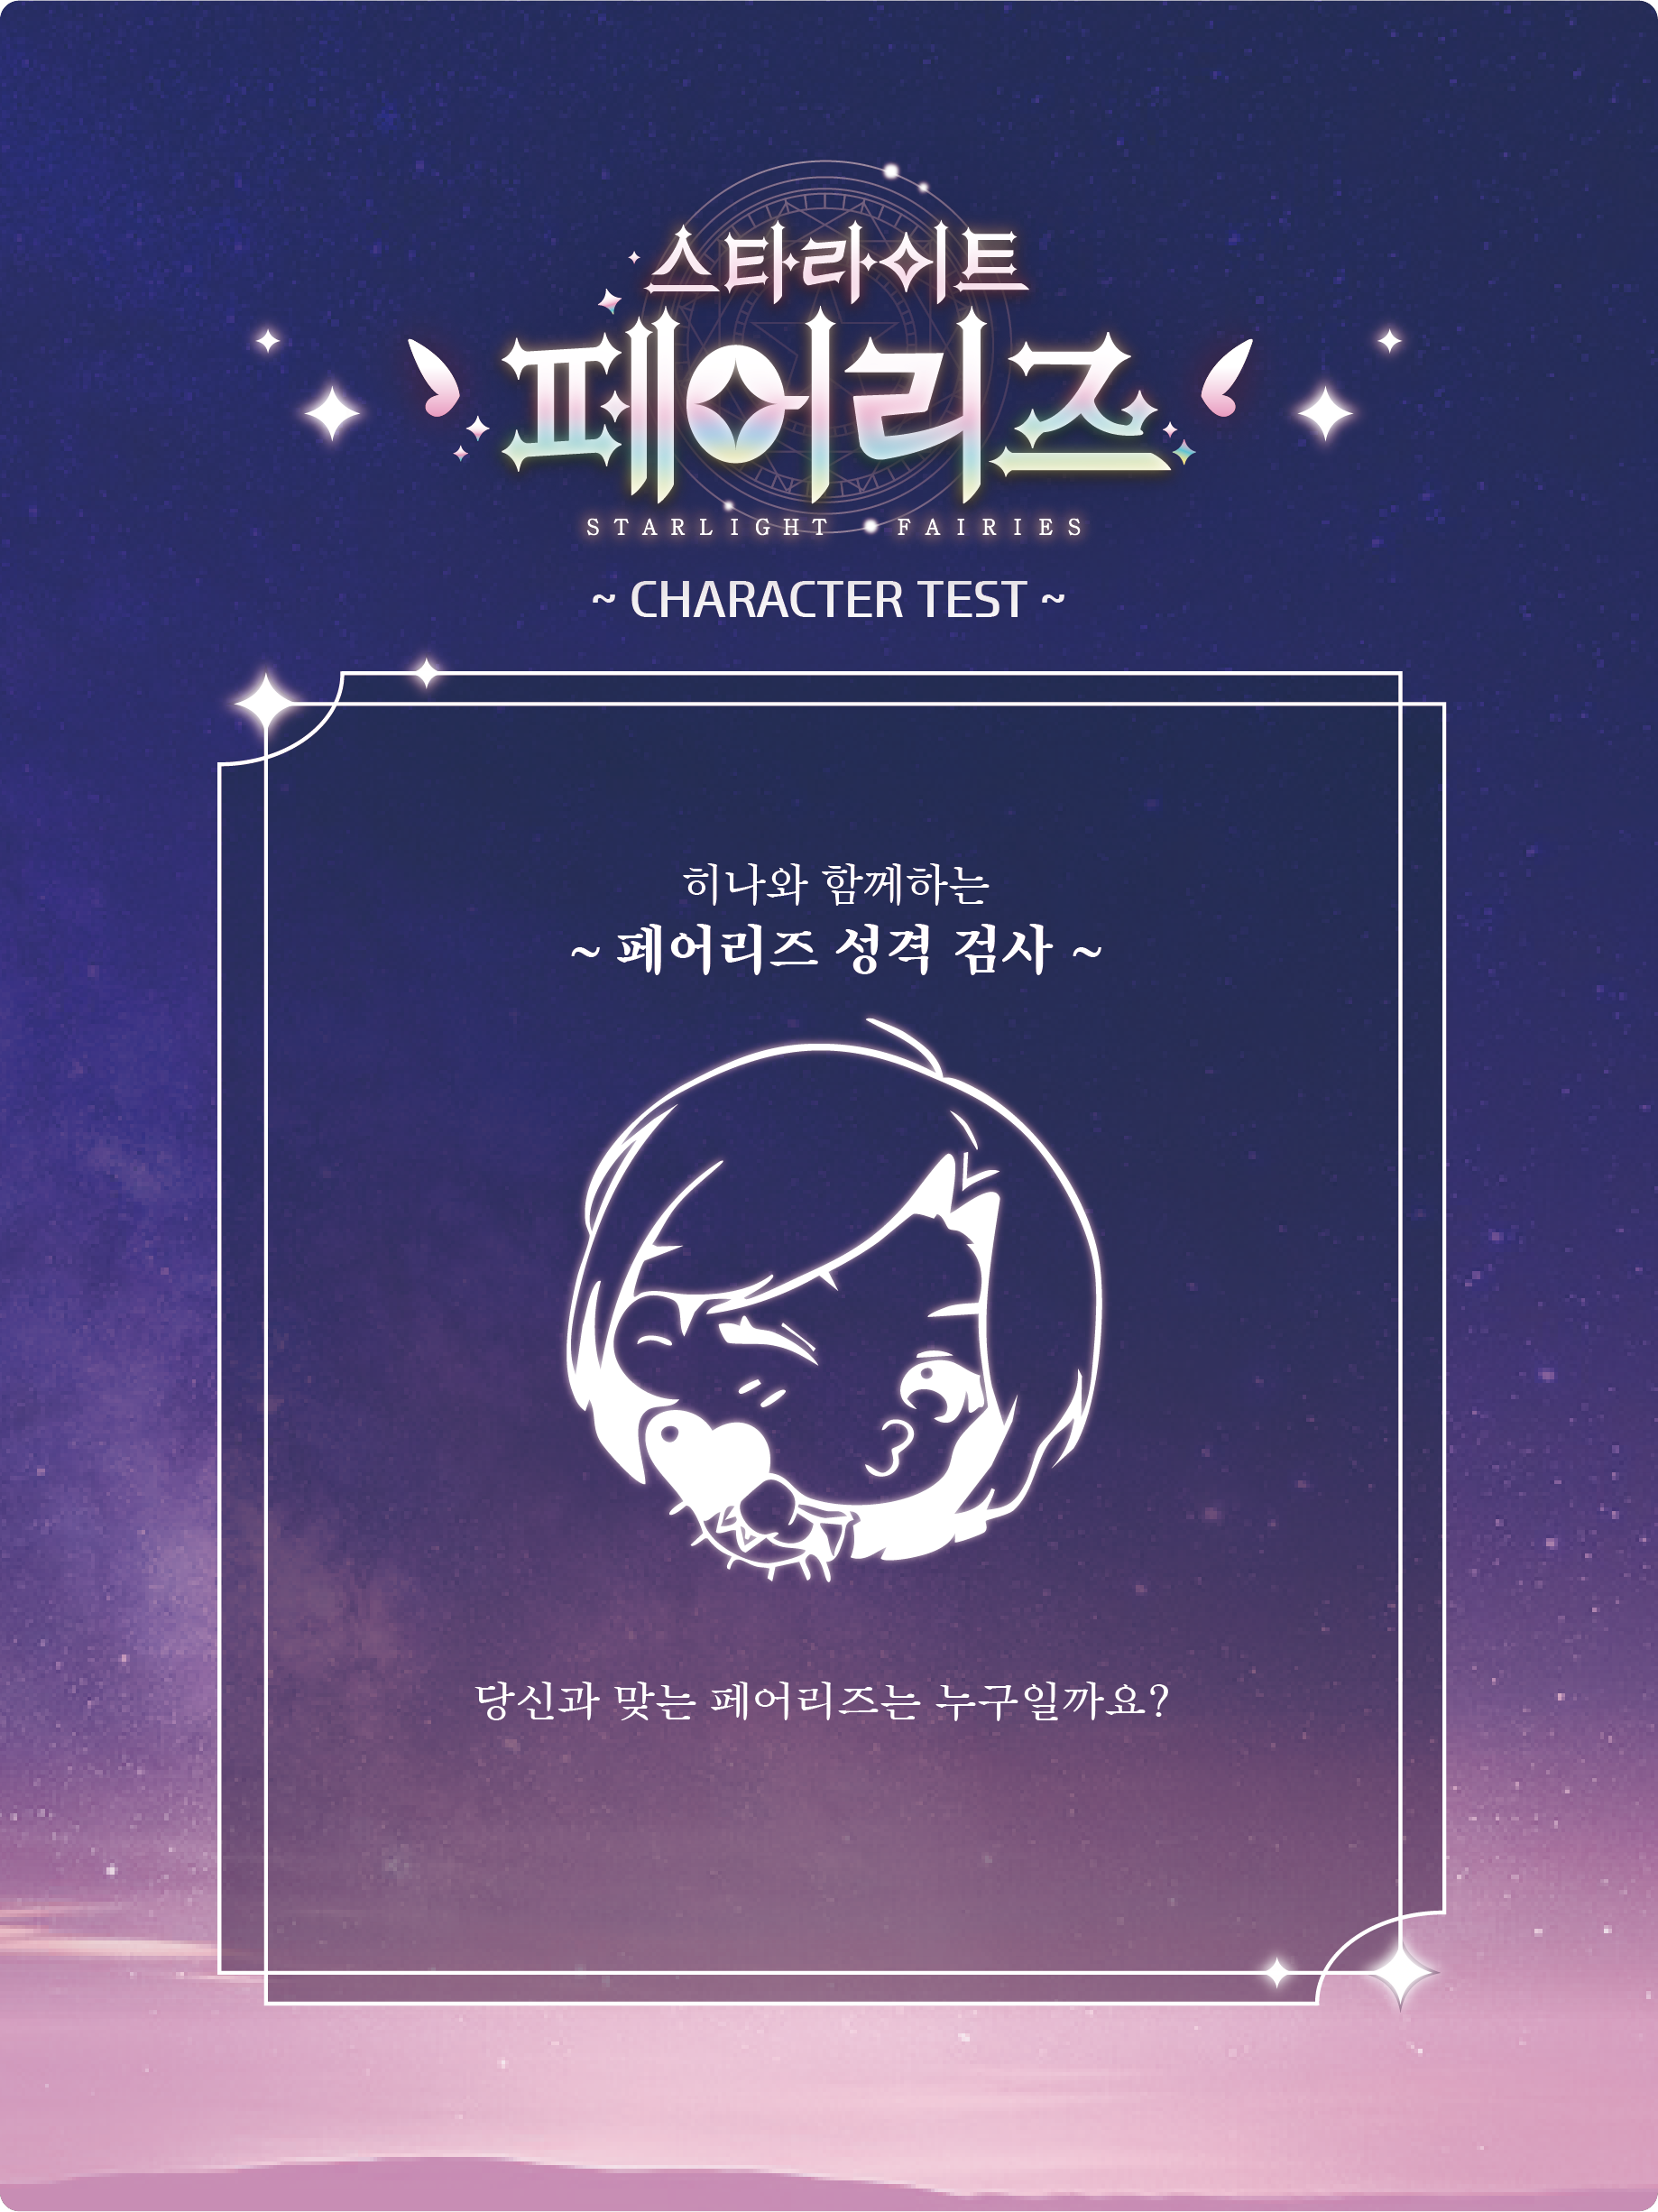 스타라이트
페어리즈
STARLIGHT FAIRIES
~ CHARACTER TEST ~
히나와 함께하는
~ 페어리즈 성격 검사 ~
당신과 맞는 페어리즈는 누구일까요?